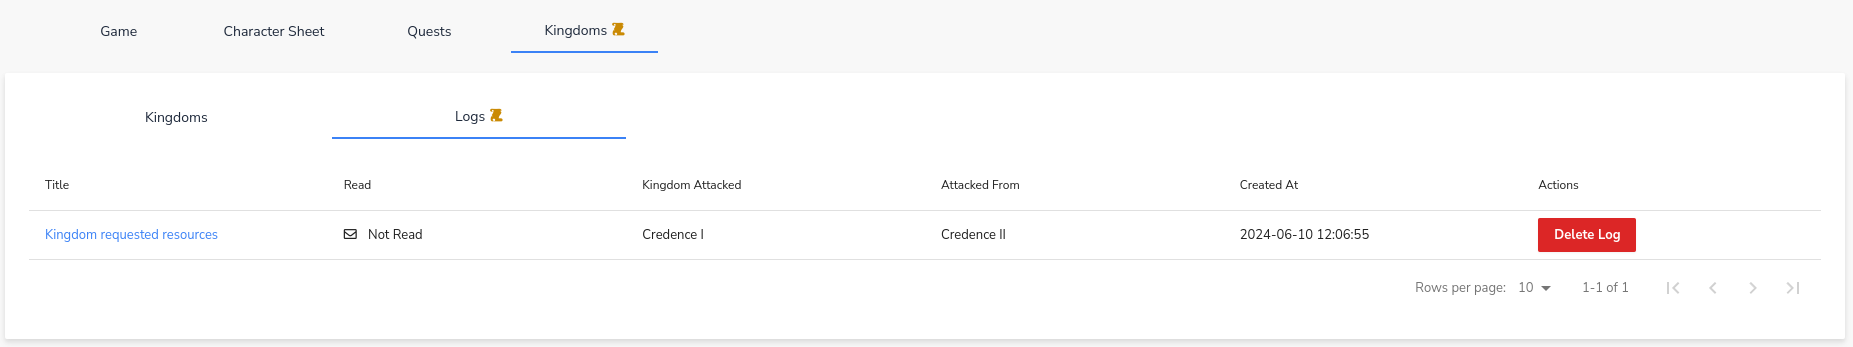 Game Character Sheet Quests Kingdoms
Kingdoms Logs
Title Read Kingdom Attacked Attacked From Created At Actions
Kingdom requested resources Not Read Credence I Credence II 2024-06-10 12:06:55 Delete Log
Rows per page: 10 1-1 of 1